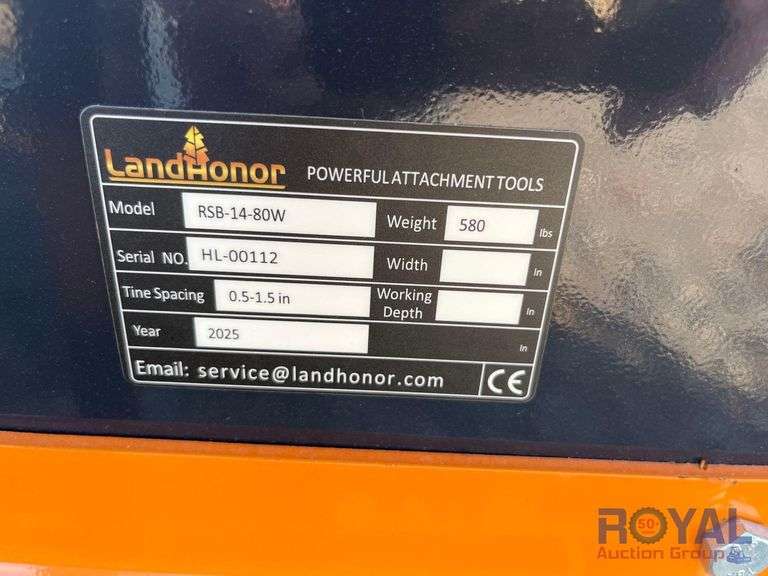 LandHonor POWERFUL ATTACHMENT TOOLS
Model RSB-14-80W Weight 580 lbs
Serial NO. HL-00112 Width In
Tine Spacing 0.5-1.5 in Working Depth In
Year 2025 In
Email: service@landhonor.com CE
50
ROYAL
Auction Group